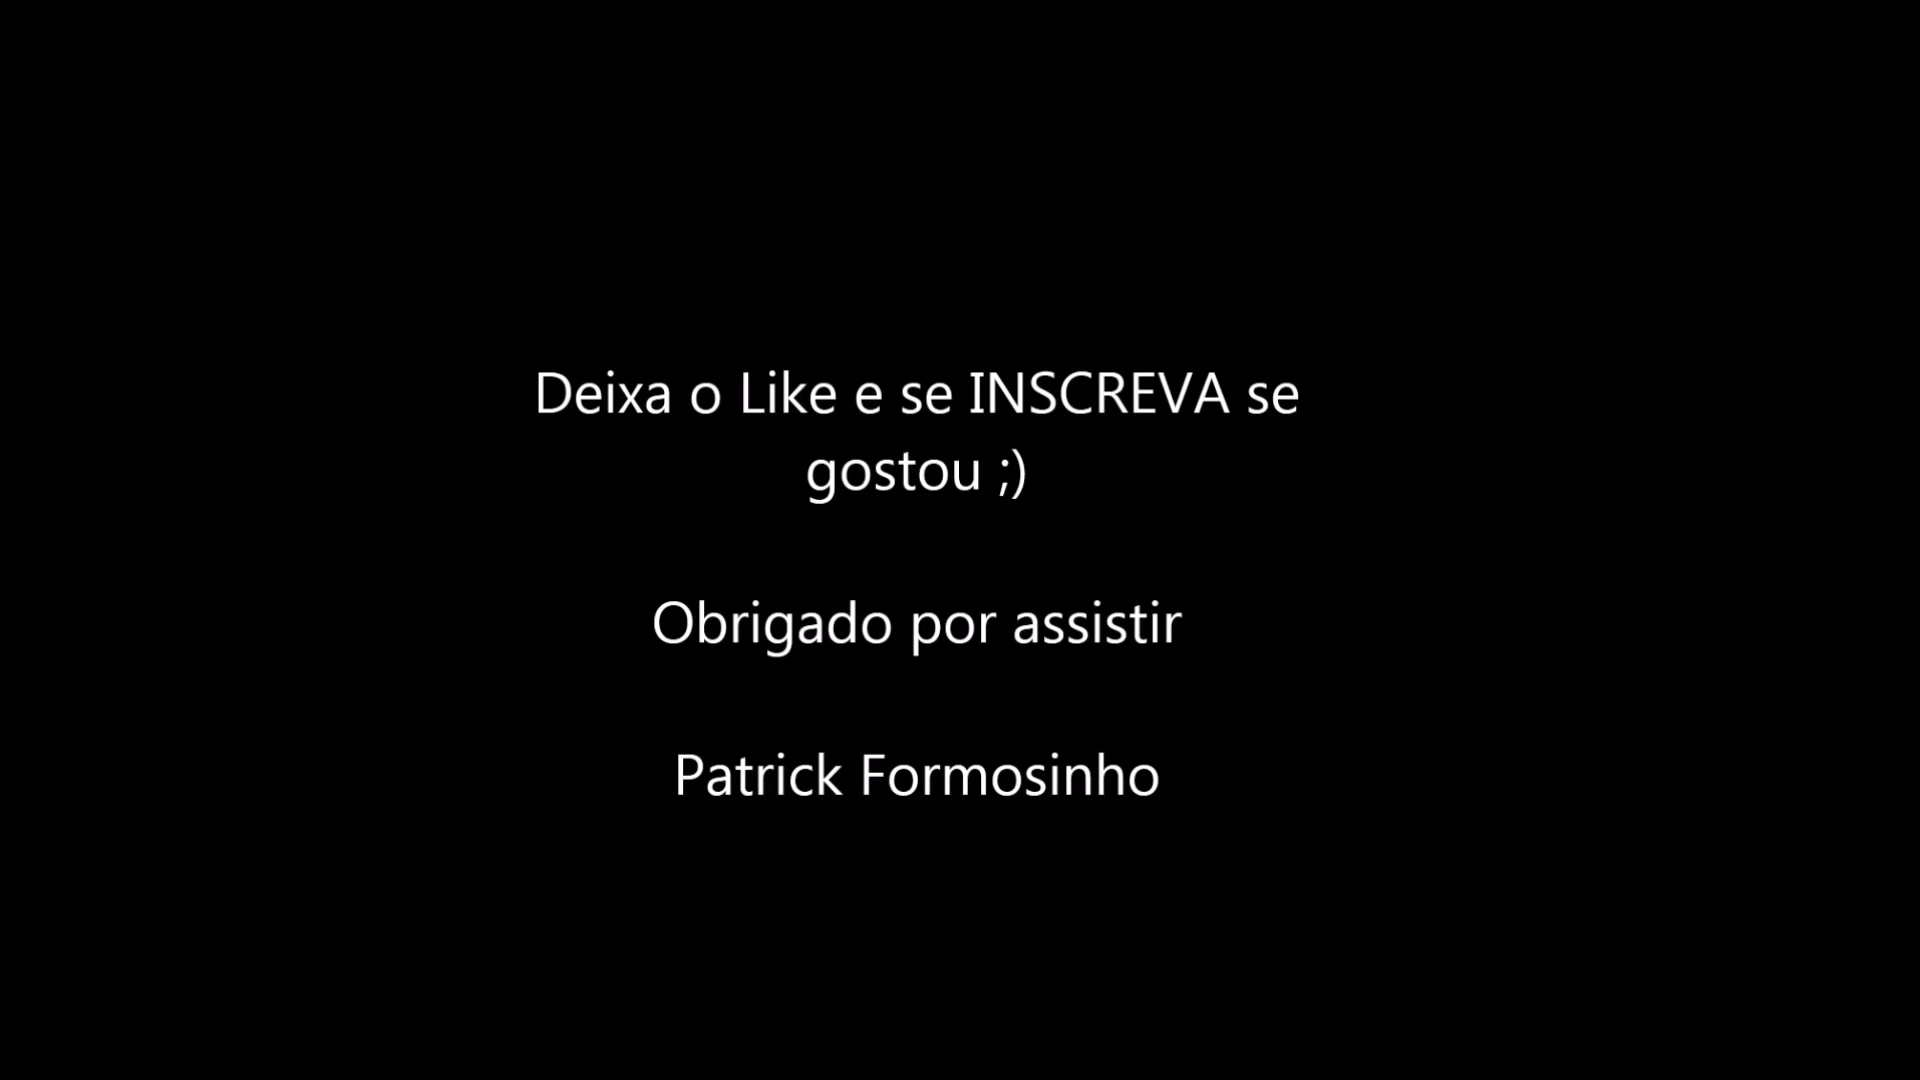 Deixa o Like e se INSCREVA se
gostou ;)
Obrigado por assistir
Patrick Formosinho